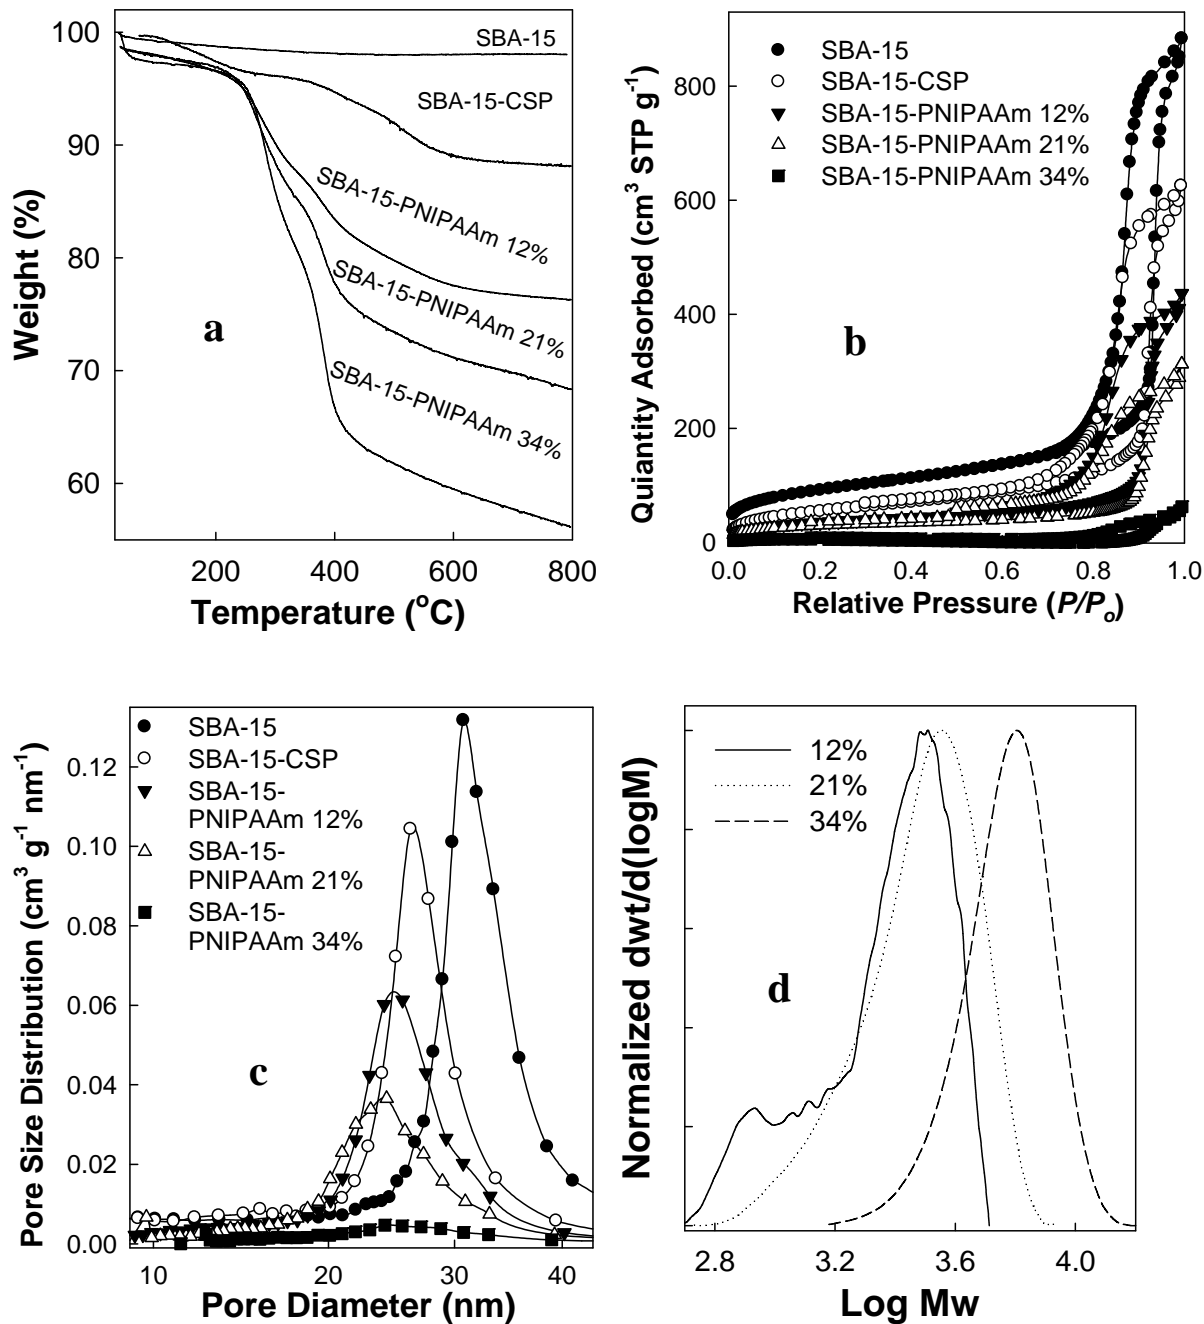 100
90
80
70
60
Weight (%)
SBA-15
SBA-15-CSP
SBA-15-PNIPAAm 12%
SBA-15-PNIPAAm 21%
SBA-15-PNIPAAm 34%
a
200
400
600
800
Temperature (°C)
800
600
400
200
0
Quantity Adsorbed (cm³ STP g⁻¹)
SBA-15
SBA-15-CSP
SBA-15-PNIPAAm 12%
SBA-15-PNIPAAm 21%
SBA-15-PNIPAAm 34%
b
0.0
0.2
0.4
0.6
0.8
1.0
Relative Pressure (P/Pₒ)
0.12
0.10
0.08
0.06
0.04
0.02
0.00
Pore Size Distribution (cm³ g⁻¹ nm⁻¹)
SBA-15
SBA-15-CSP
SBA-15-
PNIPAAm 12%
SBA-15-
PNIPAAm 21%
SBA-15-
PNIPAAm 34%
c
10
20
30
40
Pore Diameter (nm)
Normalized dwt/d(logM)
12%
21%
34%
d
2.8
3.2
3.6
4.0
Log Mw